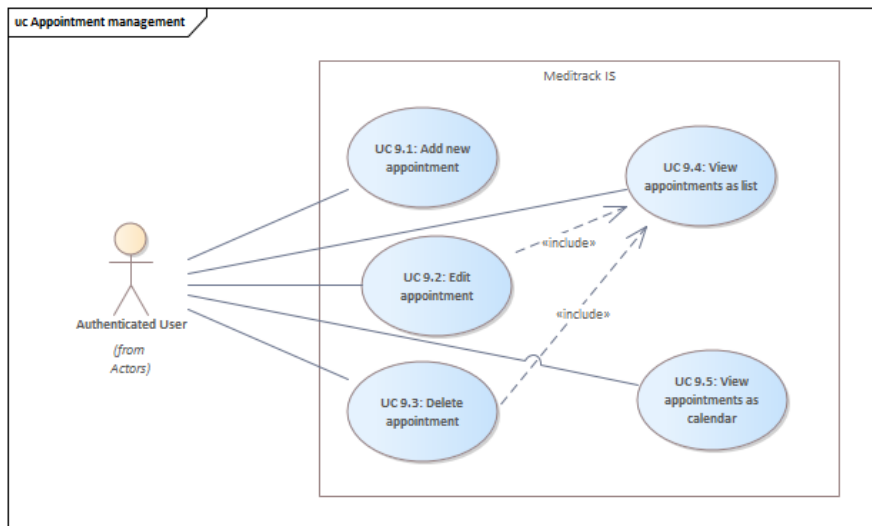 uc Appointment management
Meditrack IS
UC 9.1: Add new
appointment
UC 9.4: View
appointments as list
«include»
UC 9.2: Edit
appointment
«include»
Authenticated User
(from
Actors)
UC 9.3: Delete
appointment
UC 9.5: View
appointments as
calendar